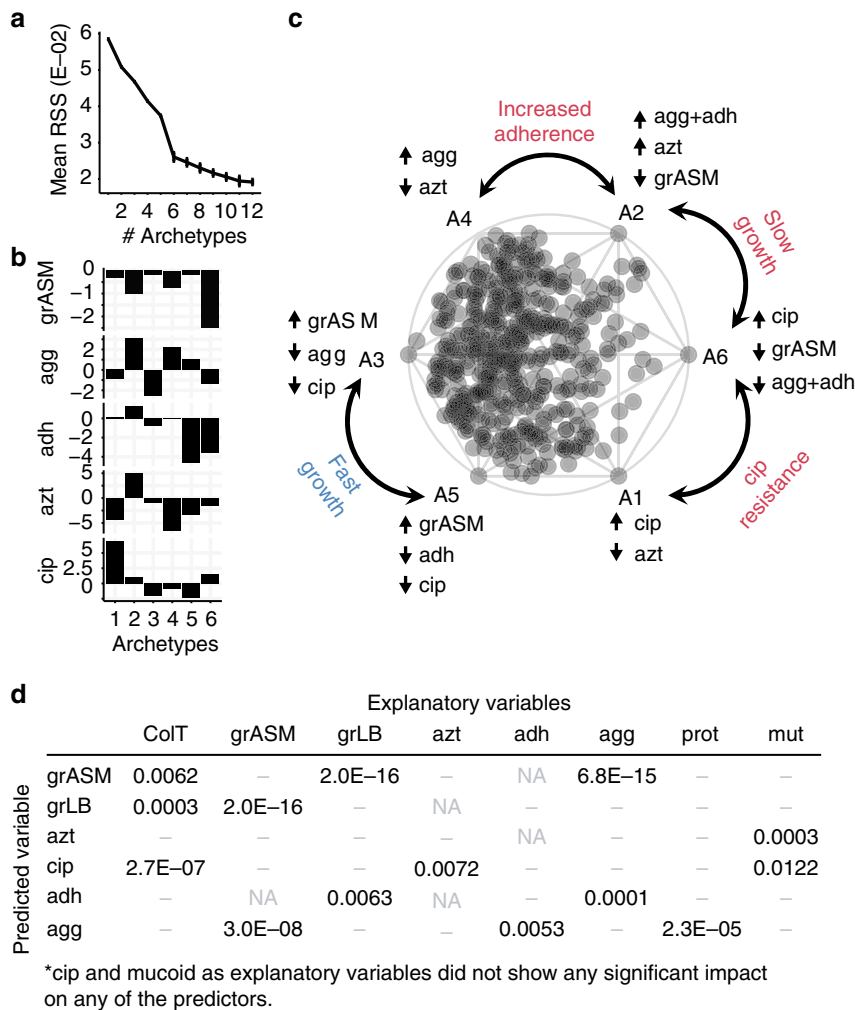 a
6
5
4
3
2
Mean RSS (E–02)
2 4 6 8 10 12
# Archetypes
b
grASM
0
−1
−2
agg
2
0
−2
adh
0
−2
−4
azt
5
0
−5
cip
5
2.5
0
1 2 3 4 5 6
Archetypes
c
Increased
adherence
agg+adh
azt
grASM
agg
azt
A4
A2
Slow
growth
grAS M
agg
cip
A3
A6
cip
grASM
agg+adh
Fast
growth
cip
resistance
A5
grASM
adh
cip
A1
cip
azt
d
Explanatory variables
ColT grASM grLB azt adh agg prot mut
Predicted variable
grASM 0.0062 – 2.0E–16 – NA 6.8E–15 – –
grLB 0.0003 2.0E–16 – NA – – – –
azt – – – – NA – – 0.0003
cip 2.7E–07 – – 0.0072 – – – 0.0122
adh – NA 0.0063 NA – 0.0001 – –
agg – 3.0E–08 – – 0.0053 – 2.3E–05 –
*cip and mucoid as explanatory variables did not show any significant impact
on any of the predictors.